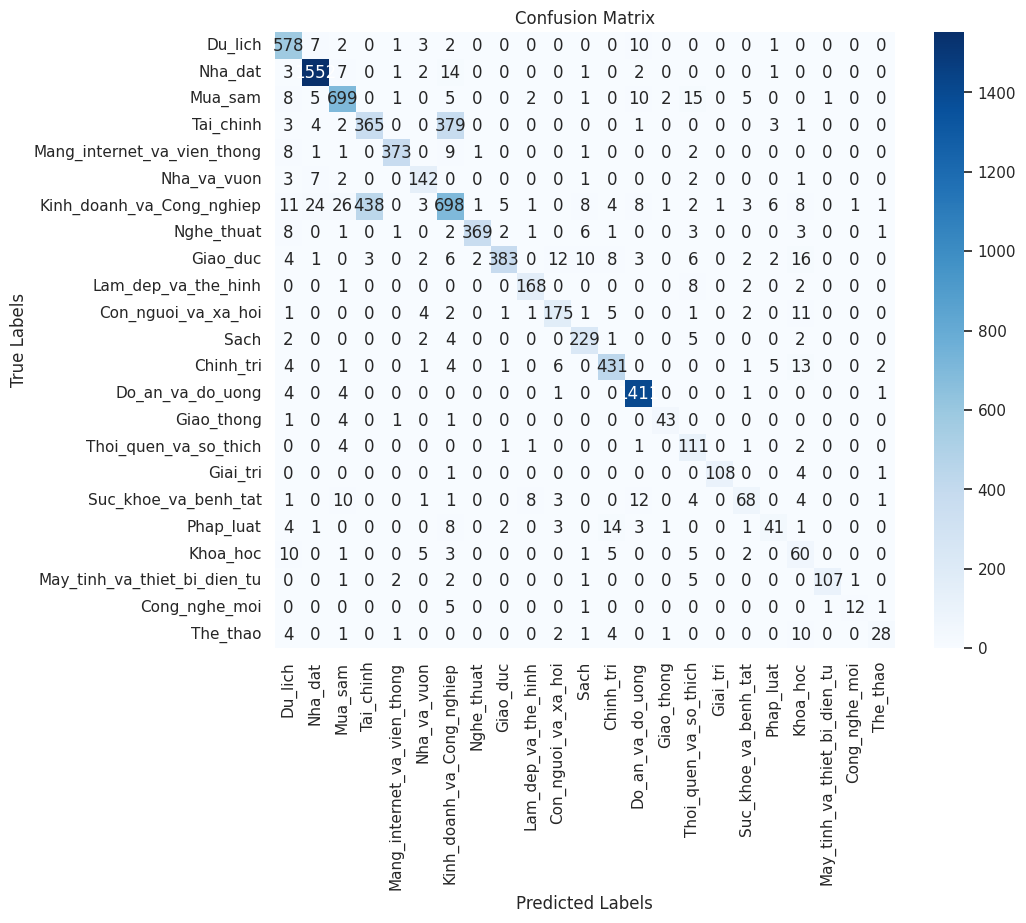 Confusion Matrix
Du_lich 578 7 2 0 1 3 2 0 0 0 0 0 0 10 0 0 0 0 1 0 0 0 0
Nha_dat 3 7 0 1 2 14 0 0 0 0 1 0 2 0 0 0 0 1 0 0 0 0
Mua_sam 8 5 699 0 1 0 5 0 0 2 0 1 0 10 2 15 0 5 0 0 1 0 0
Tai_chinh 3 4 2 365 0 0 379 0 0 0 0 0 0 1 0 0 0 0 3 1 0 0 0
Mang_internet_va_vien_thong 8 1 1 0 373 0 9 1 0 0 0 1 0 0 0 2 0 0 0 0 0 0 0
Nha_va_vuon 3 7 2 0 0 142 0 0 0 0 0 1 0 0 0 2 0 0 0 1 0 0 0
Kinh_doanh_va_Cong_nghiep 11 24 26 438 0 3 698 1 5 1 0 8 4 8 1 2 1 3 6 8 0 1 1
Nghe_thuat 8 0 1 0 1 0 2 369 2 1 0 6 1 0 0 3 0 0 0 3 0 0 1
Giao_duc 4 1 0 3 0 2 6 2 383 0 12 10 8 3 0 6 0 2 2 16 0 0 0
Lam_dep_va_the_hinh 0 0 1 0 0 0 0 0 0 168 0 0 0 0 0 8 0 2 0 2 0 0 0
Con_nguoi_va_xa_hoi 1 0 0 0 0 4 2 0 1 1 175 1 5 0 0 1 0 2 0 11 0 0 0
Sach 2 0 0 0 0 2 4 0 0 0 0 229 1 0 0 5 0 0 0 2 0 0 0
Chinh_tri 4 0 1 0 0 1 4 0 1 0 6 0 431 0 0 0 0 1 5 13 0 0 2
Do_an_va_do_uong 4 0 4 0 0 0 0 0 0 0 1 0 0 0 0 0 1 0 0 0 0 1
Giao_thong 1 0 4 0 1 0 1 0 0 0 0 0 0 0 43 0 0 0 0 0 0 0 0
Thoi_quen_va_so_thich 0 0 4 0 0 0 0 0 1 1 0 0 0 1 0 111 0 1 0 2 0 0 0
Giai_tri 0 0 0 0 0 0 1 0 0 0 0 0 0 0 0 0 108 0 0 4 0 0 1
Suc_khoe_va_benh_tat 1 0 10 0 0 1 1 0 0 8 3 0 0 12 0 4 0 68 0 4 0 0 1
Phap_luat 4 1 0 0 0 0 8 0 2 0 3 0 14 3 1 0 0 1 41 1 0 0 0
Khoa_hoc 10 0 1 0 0 5 3 0 0 0 0 1 5 0 0 5 0 2 0 60 0 0 0
May_tinh_va_thiet_bi_dien_tu 0 0 1 0 2 0 2 0 0 0 0 1 0 0 0 5 0 0 0 0 107 1 0
Cong_nghe_moi 0 0 0 0 0 0 5 0 0 0 0 1 0 0 0 0 0 0 0 0 1 12 1
The_thao 4 0 1 0 1 0 0 0 0 0 2 1 4 0 1 0 0 0 0 10 0 0 28
True Labels
Du_lich
Nha_dat
Mua_sam
Tai_chinh
Mang_internet_va_vien_thong
Nha_va_vuon
Kinh_doanh_va_Cong_nghiep
Nghe_thuat
Giao_duc
Lam_dep_va_the_hinh
Con_nguoi_va_xa_hoi
Sach
Chinh_tri
Do_an_va_do_uong
Giao_thong
Thoi_quen_va_so_thich
Giai_tri
Suc_khoe_va_benh_tat
Phap_luat
Khoa_hoc
May_tinh_va_thiet_bi_dien_tu
Cong_nghe_moi
The_thao
Predicted Labels
1400
1200
1000
800
600
400
200
0